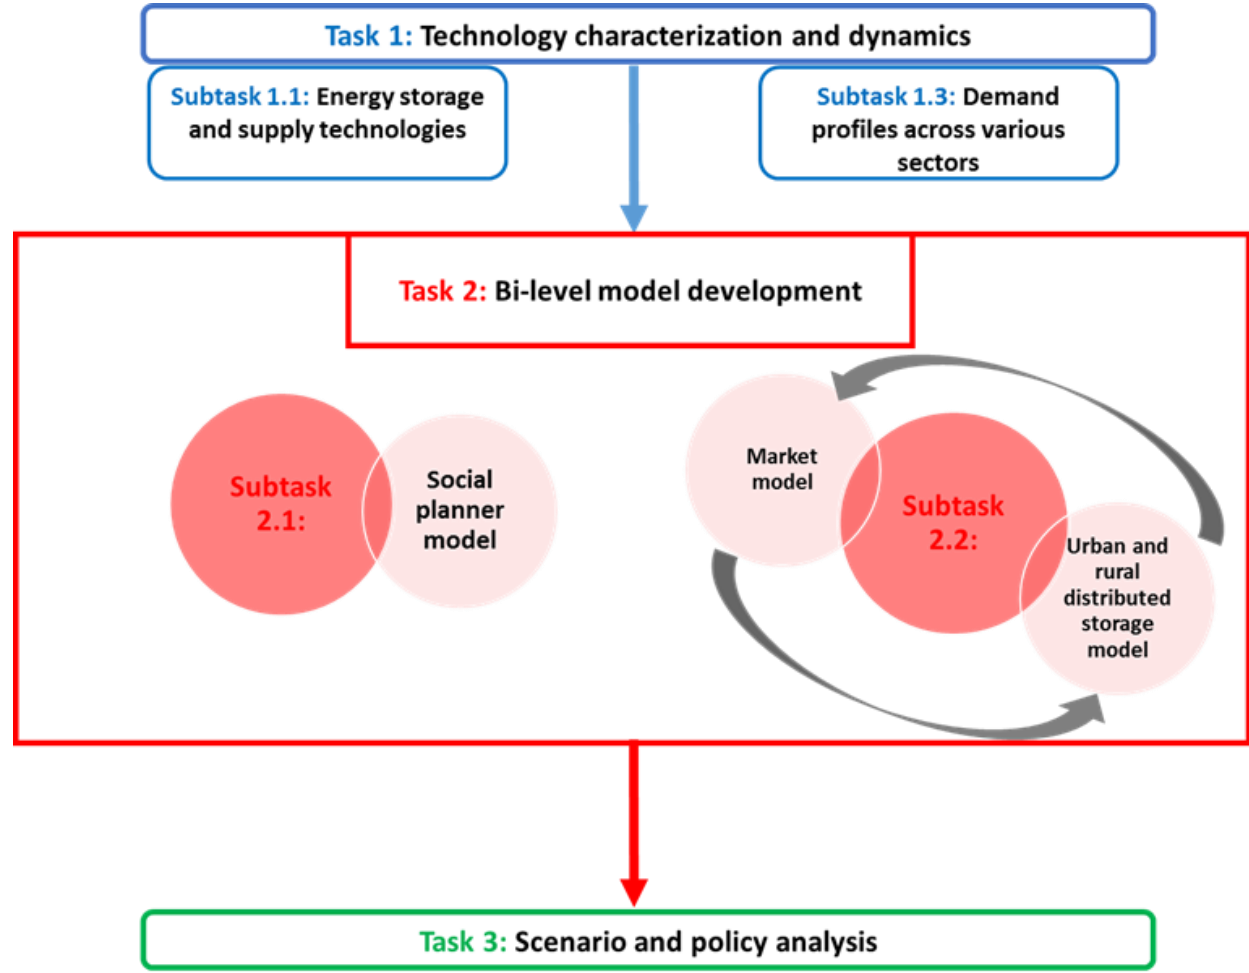 Task 1: Technology characterization and dynamics
Subtask 1.1: Energy storage
and supply technologies
Subtask 1.3: Demand
profiles across various
sectors
Task 2: Bi-level model development
Subtask
2.1:
Social
planner
model
Market
model
Subtask
2.2:
Urban and
rural
distributed
storage
model
Task 3: Scenario and policy analysis